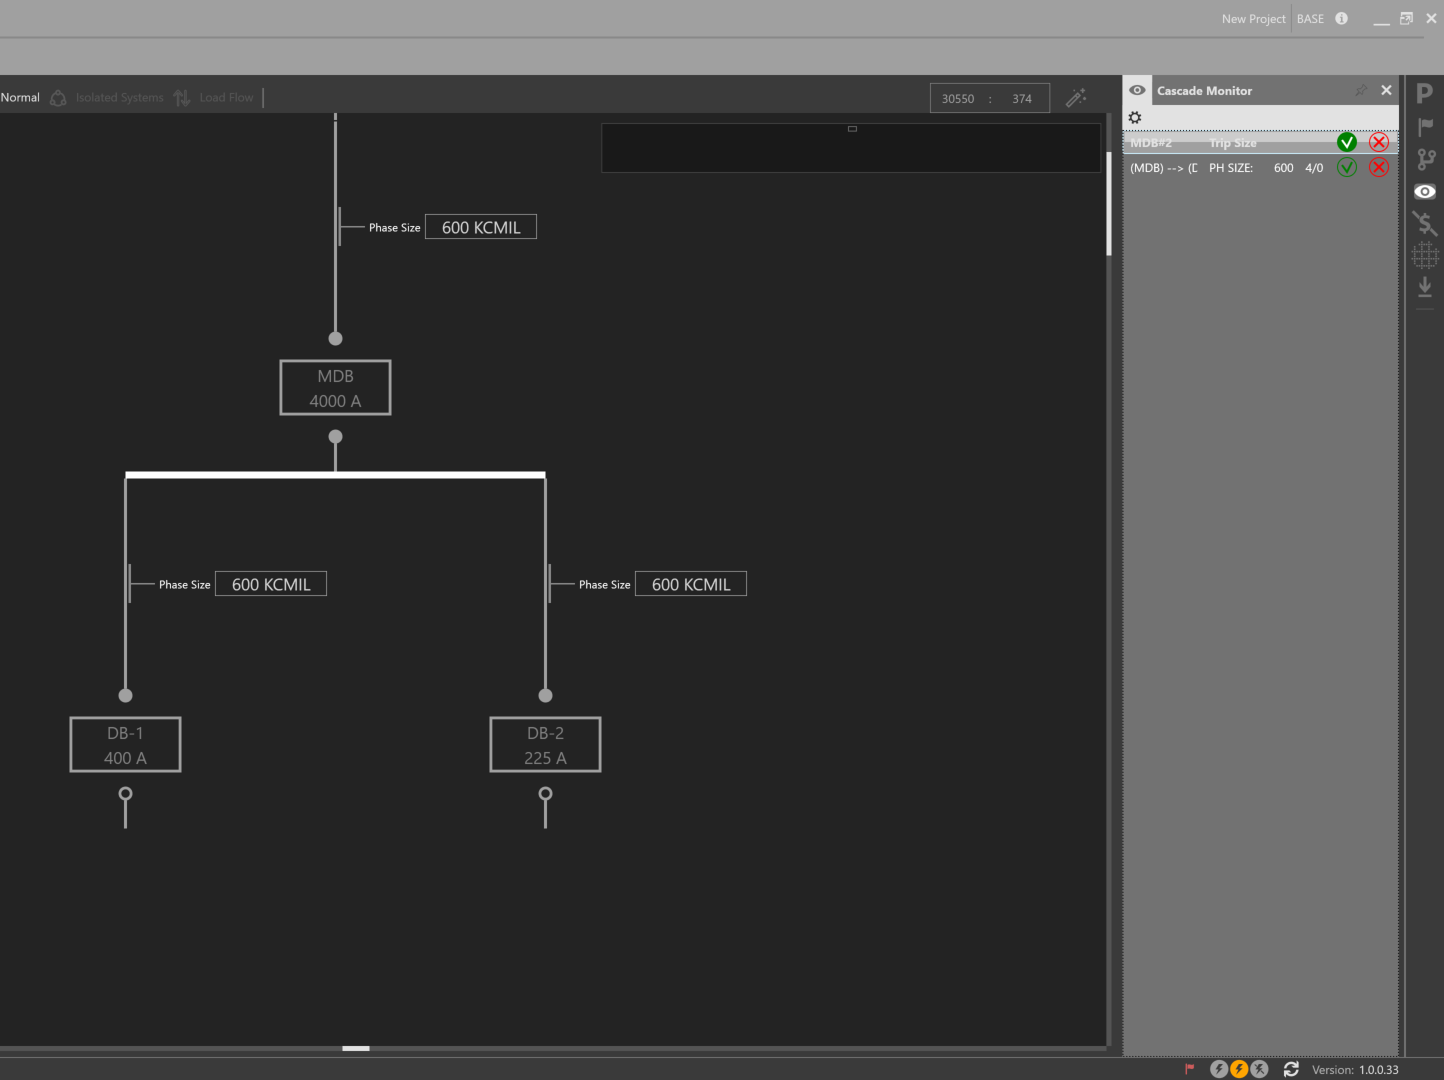 New Project BASE
Normal Isolated Systems Load Flow 30550 : 374
Cascade Monitor
MDB#2 Trip Size
(MDB) --> (D PH SIZE: 600 4/0
Phase Size 600 KCMIL
MDB
4000 A
Phase Size 600 KCMIL
Phase Size 600 KCMIL
DB-1
400 A
DB-2
225 A
Version: 1.0.0.33